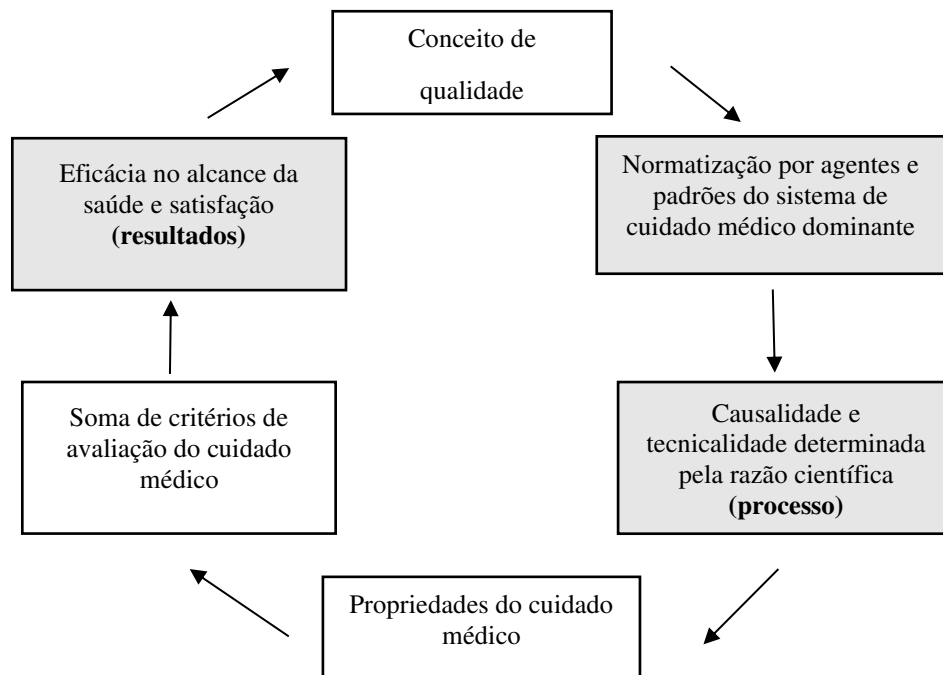 Conceito de
qualidade
Eficácia no alcance da
saúde e satisfação
(resultados)
Normatização por agentes e
padrões do sistema de
cuidado médico dominante
Soma de critérios de
avaliação do cuidado
médico
Causalidade e
tecnicalidade determinada
pela razão científica
(processo)
Propriedades do cuidado
médico